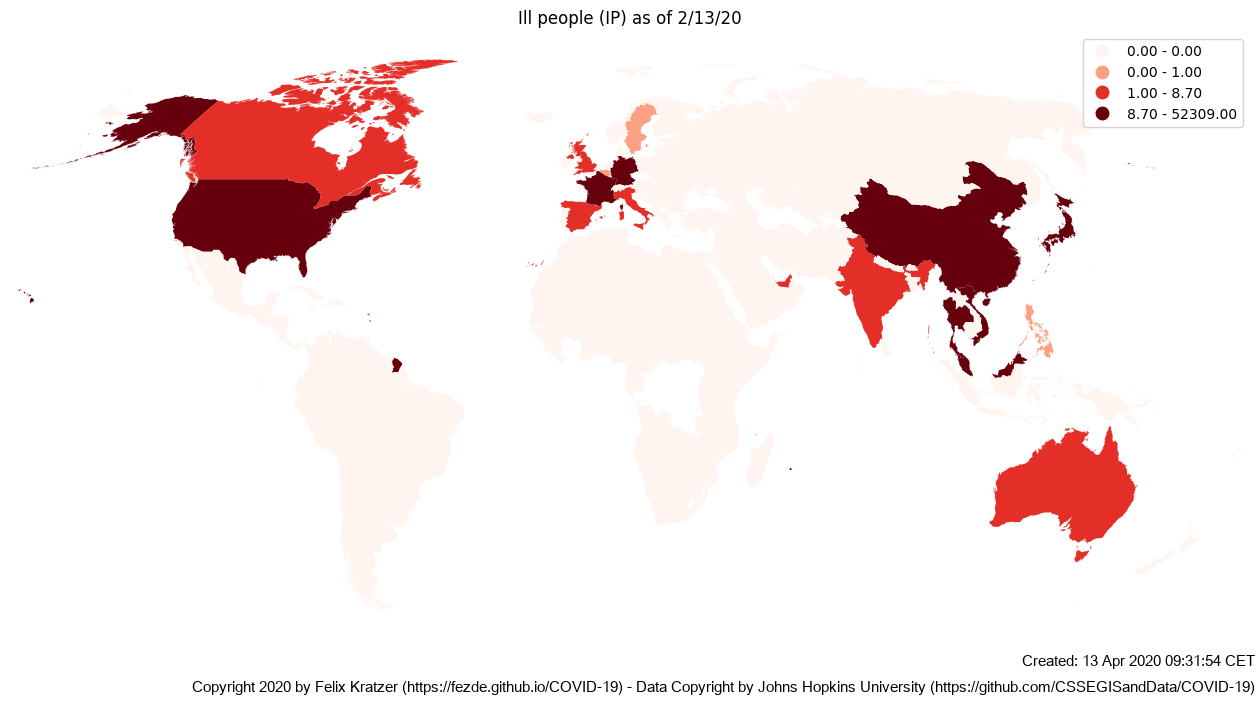 Ill people (IP) as of 2/13/20
0.00 - 0.00
0.00 - 1.00
1.00 - 8.70
8.70 - 52309.00
Created: 13 Apr 2020 09:31:54 CET
Copyright 2020 by Felix Kratzer (https://fezde.github.io/COVID-19) - Data Copyright by Johns Hopkins University (https://github.com/CSSEGISandData/COVID-19)